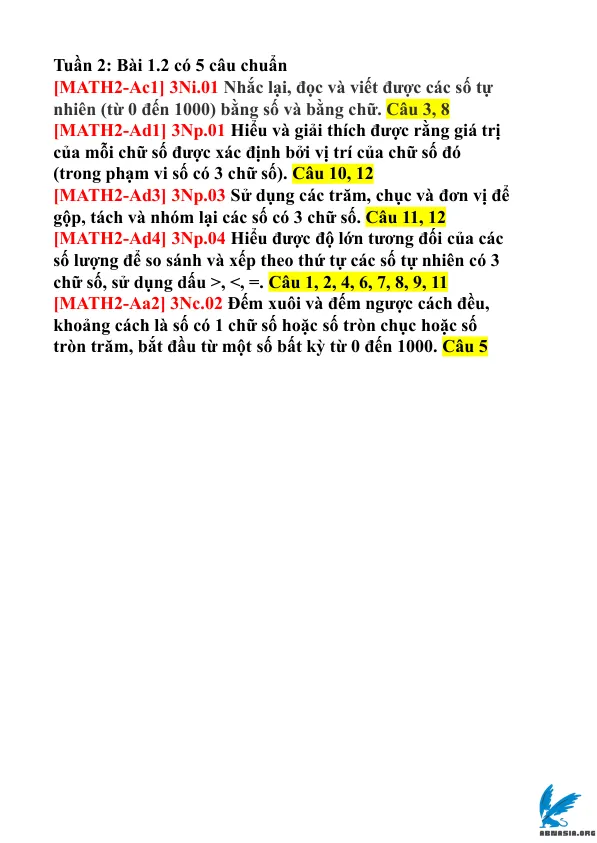 Tuần 2: Bài 1.2 có 5 câu chuẩn
[MATH2-Ac1] 3Ni.01 Nhắc lại, đọc và viết được các số tự
nhiên (từ 0 đến 1000) bằng số và bằng chữ. Câu 3, 8
[MATH2-Ad1] 3Np.01 Hiểu và giải thích được rằng giá trị
của mỗi chữ số được xác định bởi vị trí của chữ số đó
(trong phạm vi số có 3 chữ số). Câu 10, 12
[MATH2-Ad3] 3Np.03 Sử dụng các trăm, chục và đơn vị để
gộp, tách và nhóm lại các số có 3 chữ số. Câu 11, 12
[MATH2-Ad4] 3Np.04 Hiểu được độ lớn tương đối của các
số lượng để so sánh và xếp theo thứ tự các số tự nhiên có 3
chữ số, sử dụng dấu >, <, =. Câu 1, 2, 4, 6, 7, 8, 9, 11
[MATH2-Aa2] 3Nc.02 Đếm xuôi và đếm ngược cách đều,
khoảng cách là số có 1 chữ số hoặc số tròn chục hoặc số
tròn trăm, bắt đầu từ một số bất kỳ từ 0 đến 1000. Câu 5
ABNASIA.ORG